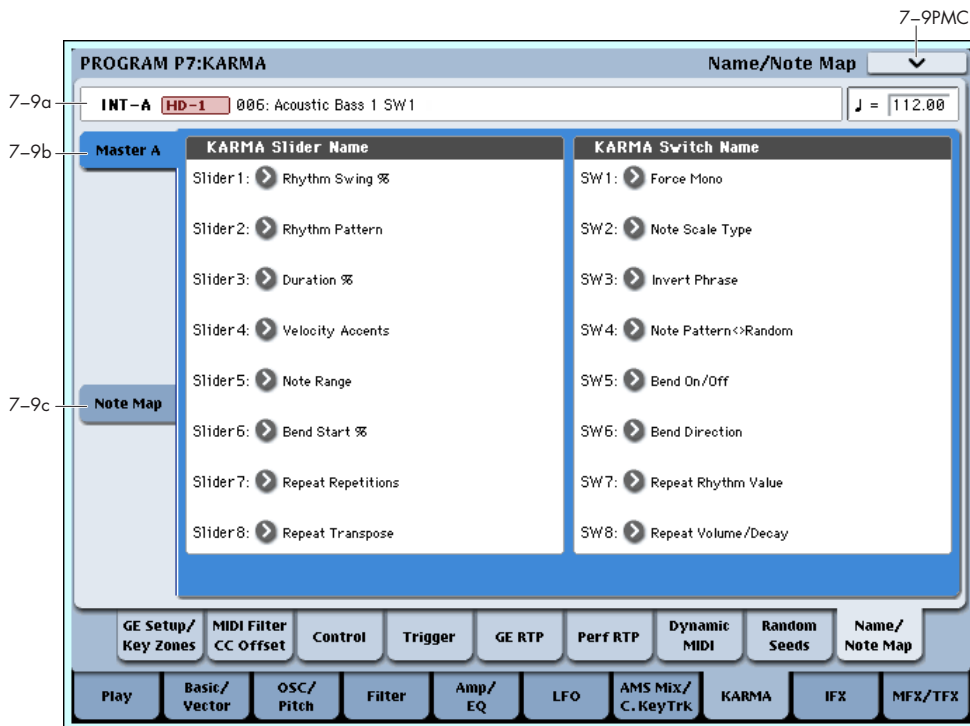 7–9PMC
PROGRAM P7:KARMA
Name/Note Map
7–9a
INT-A HD-1 006: Acoustic Bass 1 SW1
♩ = 112.00
7–9b
Master A
KARMA Slider Name
KARMA Switch Name
Slider1: Rhythm Swing %
SW1: Force Mono
Slider2: Rhythm Pattern
SW2: Note Scale Type
Slider3: Duration %
SW3: Invert Phrase
Slider4: Velocity Accents
SW4: Note Pattern<>Random
Slider5: Note Range
SW5: Bend On/Off
7–9c
Note Map
Slider6: Bend Start %
SW6: Bend Direction
Slider7: Repeat Repetitions
SW7: Repeat Rhythm Value
Slider8: Repeat Transpose
SW8: Repeat Volume/Decay
GE Setup/
Key Zones
MIDI Filter
CC Offset
Control
Trigger
GE RTP
Perf RTP
Dynamic
MIDI
Random
Seeds
Name/
Note Map
Play
Basic/
Vector
OSC/
Pitch
Filter
Amp/
EQ
LFO
AMS Mix/
C.KeyTrk
KARMA
IFX
MFX/TFX